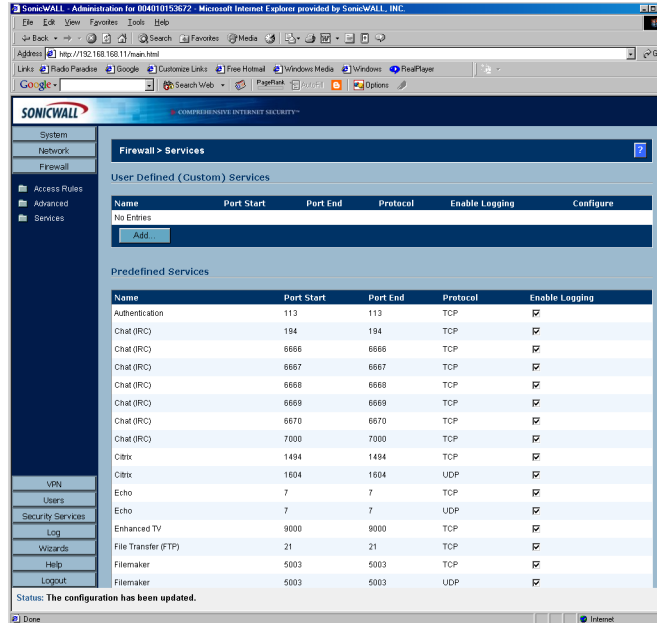 SonicWALL - Administration for 004010153672 - Microsoft Internet Explorer provided by SonicWALL, INC.
File Edit View Favorites Tools Help
Back Search Favorites Media
Address http://192.168.168.11/main.html
Links Radio Paradise Google Customize Links Free Hotmail Windows Media Windows RealPlayer
Google Search Web PageRank AutoFill Options
SONICWALL COMPREHENSIVE INTERNET SECURITY™
System
Network
Firewall
Access Rules
Advanced
Services
VPN
Users
Security Services
Log
Wizards
Help
Logout
Firewall > Services ?
User Defined (Custom) Services
Name Port Start Port End Protocol Enable Logging Configure
No Entries
Add...
Predefined Services
Name Port Start Port End Protocol Enable Logging
Authentication 113 113 TCP
Chat (IRC) 194 194 TCP
Chat (IRC) 6666 6666 TCP
Chat (IRC) 6667 6667 TCP
Chat (IRC) 6668 6668 TCP
Chat (IRC) 6669 6669 TCP
Chat (IRC) 6670 6670 TCP
Chat (IRC) 7000 7000 TCP
Citrix 1494 1494 TCP
Citrix 1604 1604 UDP
Echo 7 7 TCP
Echo 7 7 UDP
Enhanced TV 9000 9000 TCP
File Transfer (FTP) 21 21 TCP
Filemaker 5003 5003 TCP
Filemaker 5003 5003 UDP
Status: The configuration has been updated.
Done Internet